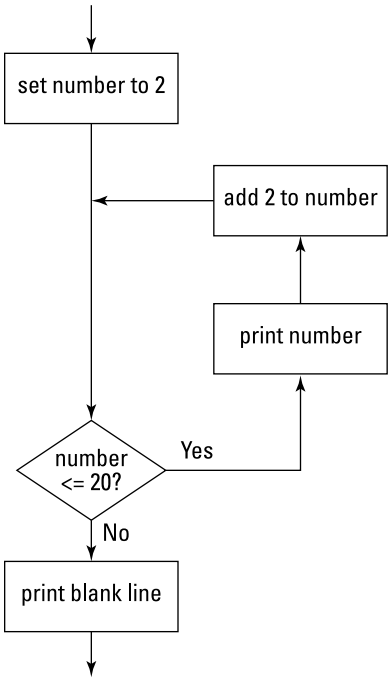 set number to 2
add 2 to number
print number
number
<= 20?
Yes
No
print blank line